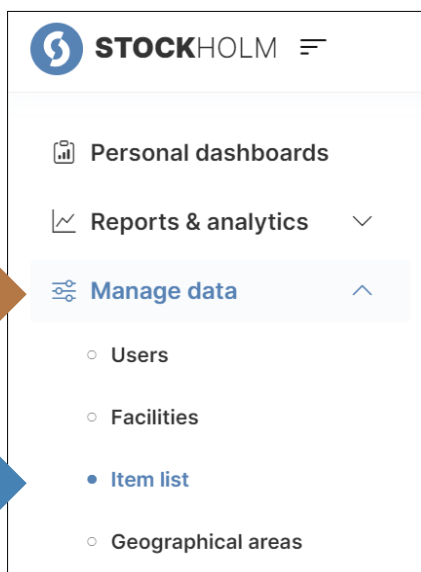 STOCKHOLM
Personal dashboards
Reports & analytics
Manage data
Users
Facilities
Item list
Geographical areas